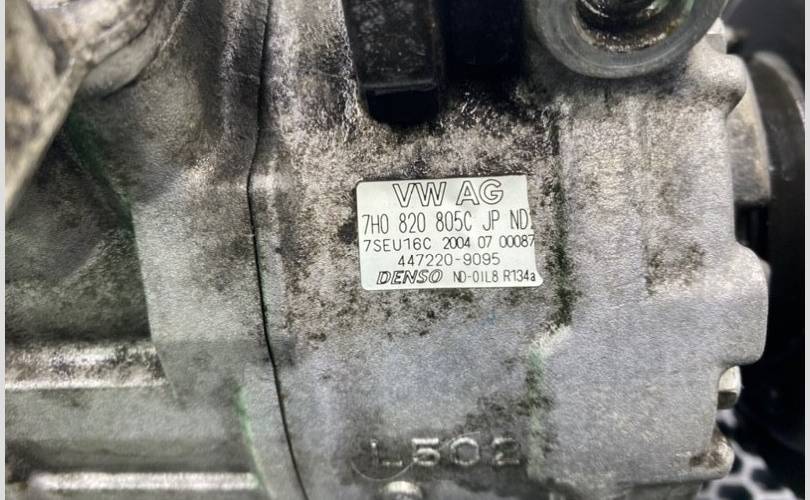 VW AG
7H0 820 805C JP ND
7SEU16C 2004 07 00087
447220-9095
DENSO ND-OIL8 R134a
L502